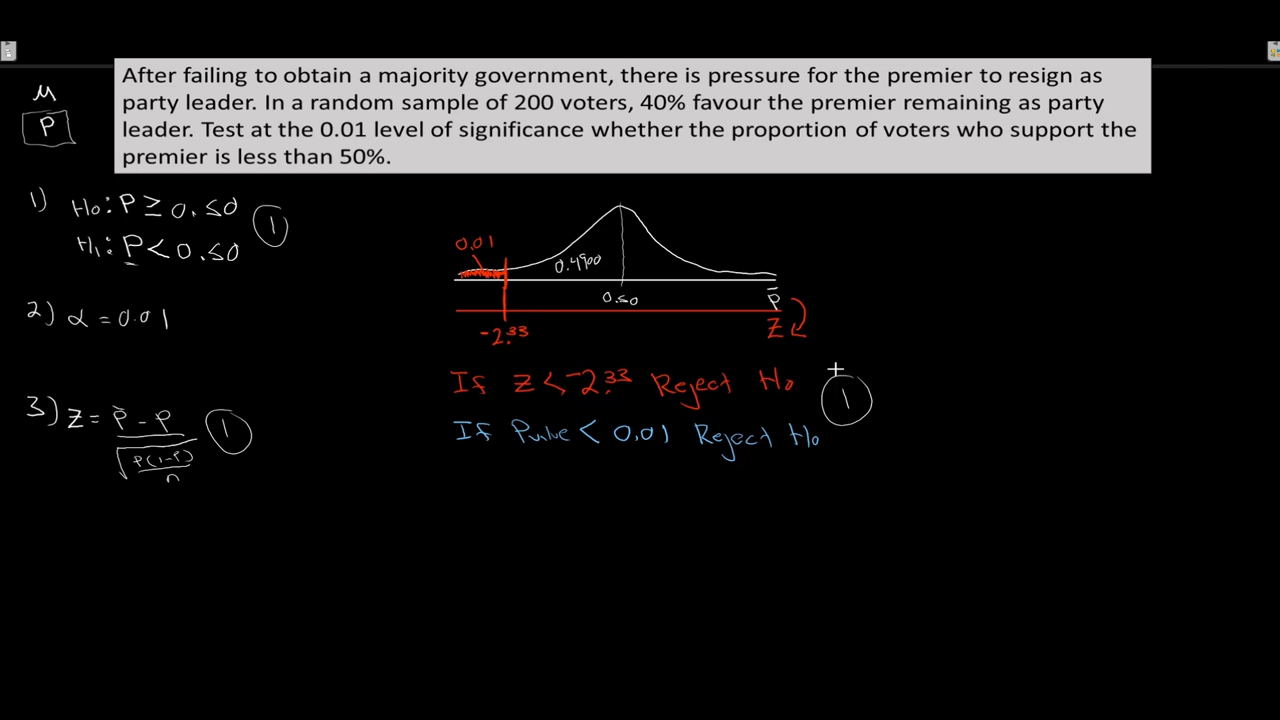 After failing to obtain a majority government, there is pressure for the premier to resign as
party leader. In a random sample of 200 voters, 40% favour the premier remaining as party
leader. Test at the 0.01 level of significance whether the proportion of voters who support the
premier is less than 50%.
μ
P
1) H₀: P ≥ 0.50
H₁: P < 0.50
1
2) α = 0.01
3) Z = p̄ - p
√p(1-p)
n
1
0.01
0.4900
0.50
p̄
-2.33
Z
If Z < -2.33 Reject H₀
1
If Pvalue < 0.01 Reject H₀